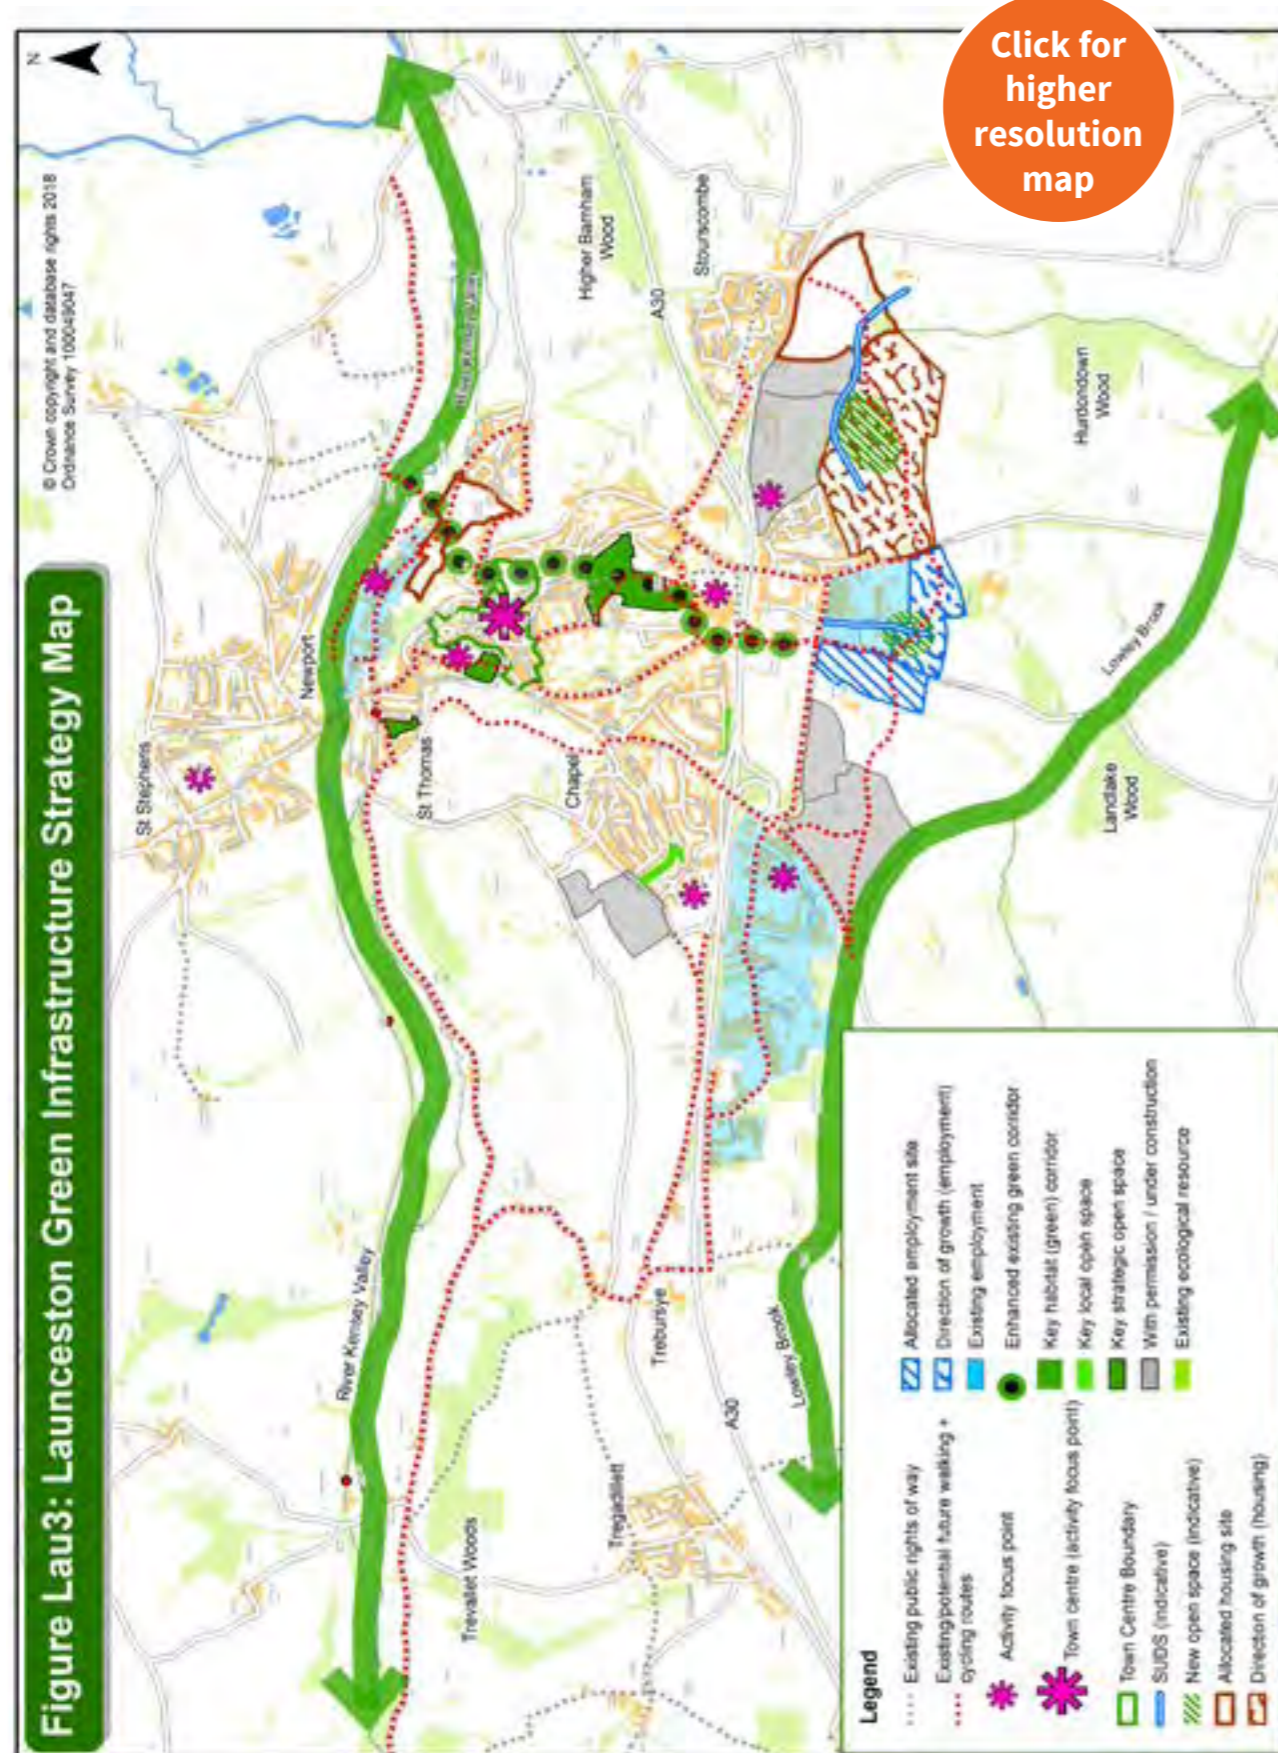 Click for
higher
resolution
map
Figure Lau3: Launceston Green Infrastructure Strategy Map
© Crown copyright and database rights 2018
Ordnance Survey 100049047
N
St Stephens
Newport
River Kensey Valley
St Thomas
Chapel
Higher Bamham
Wood
A30
Stourscombe
Hurdondown
Wood
Lowley Brook
Landlake
Wood
Trevallet Woods
Tregadillett
Trebursye
A30
Lowley Brook
Legend
Existing public rights of way
Existing/potential future walking +
cycling routes
Activity focus point
Town centre (activity focus point)
Town Centre Boundary
SUDS (indicative)
New open space (indicative)
Allocated housing site
Direction of growth (housing)
Allocated employment site
Direction of growth (employment)
Existing employment
Enhanced existing green corridor
Key habitat (green) corridor
Key local open space
Key strategic open space
With permission / under construction
Existing ecological resource